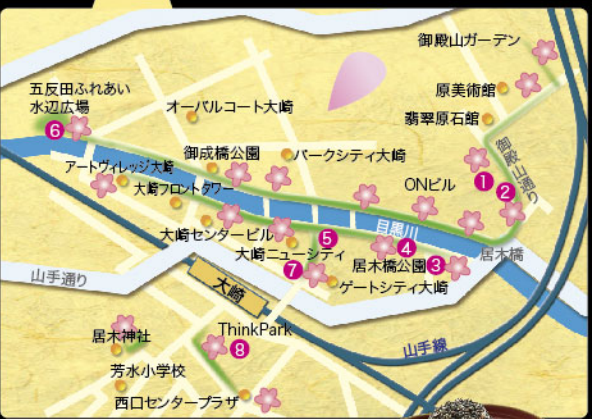 御殿山ガーデン
原美術館
翡翠原石館
五反田ふれあい
水辺広場
6
オーバルコート大崎
御成橋公園
パークシティ大崎
アートヴィレッジ大崎
大崎フロントタワー
ONビル
1
2
御殿山通り
大崎センタービル
目黒川
5
4
大崎ニューシティ
7
居木橋公園
3
居木橋
ゲートシティ大崎
山手通り
大崎
ThinkPark
8
山手線
居木神社
芳水小学校
西口センタープラザ